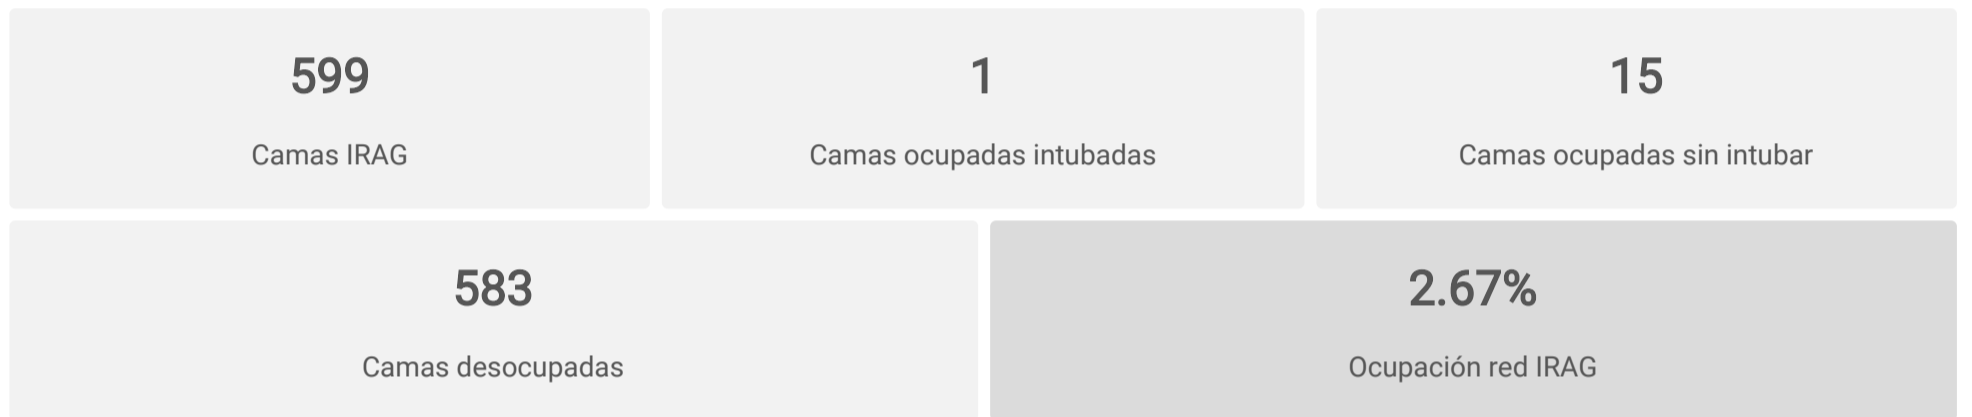 599
Camas IRAG
1
Camas ocupadas intubadas
15
Camas ocupadas sin intubar
583
Camas desocupadas
2.67%
Ocupación red IRAG